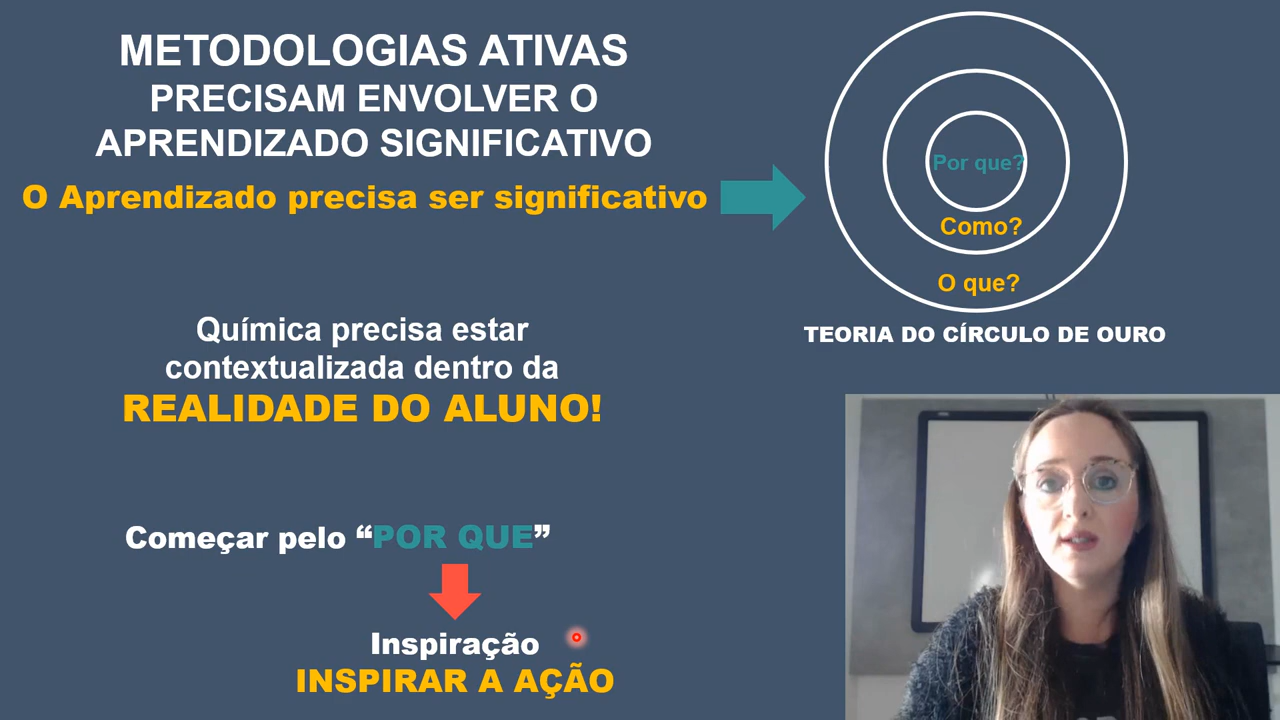 METODOLOGIAS ATIVAS
PRECISAM ENVOLVER O
APRENDIZADO SIGNIFICATIVO
O Aprendizado precisa ser significativo
Por que?
Como?
O que?
TEORIA DO CÍRCULO DE OURO
Química precisa estar
contextualizada dentro da
REALIDADE DO ALUNO!
Começar pelo “POR QUE”
Inspiração
INSPIRAR A AÇÃO